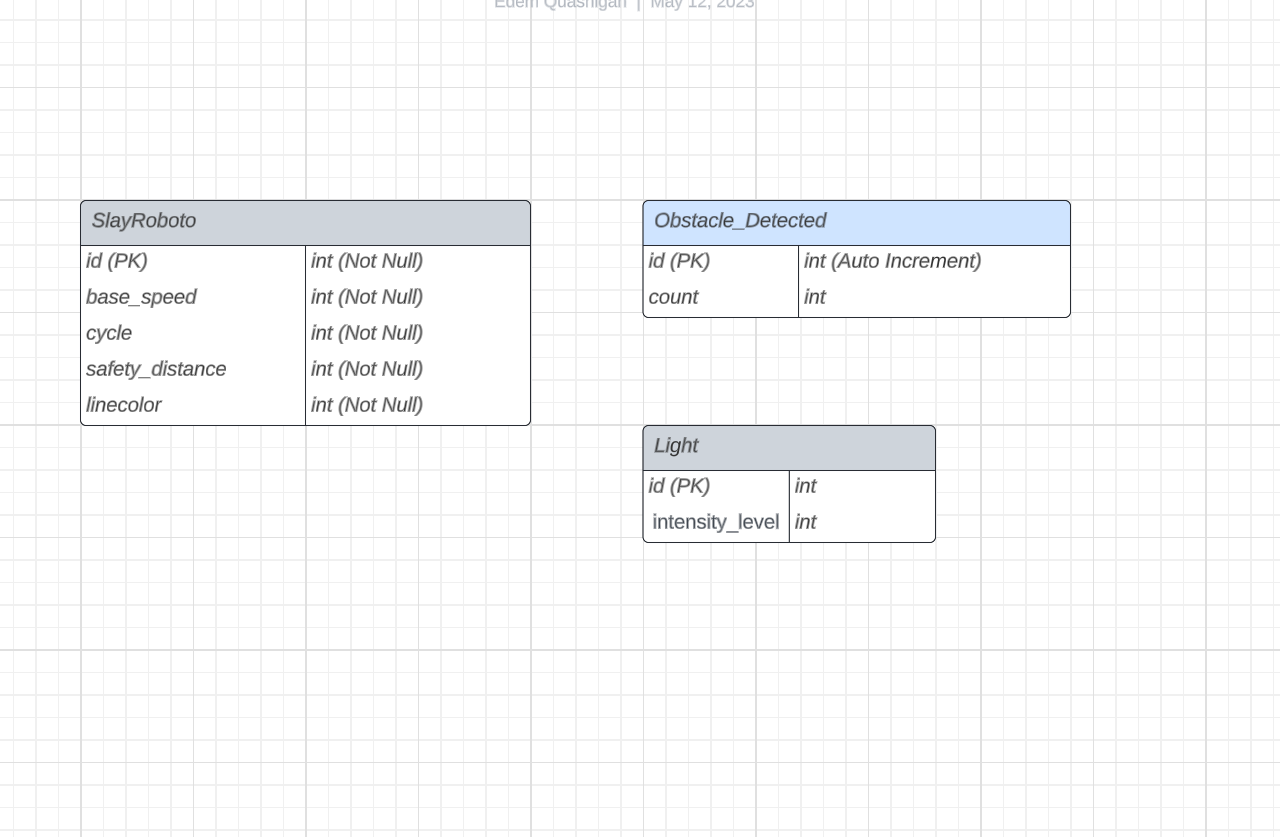 Edem Quashigah | May 12, 2023
SlayRoboto
id (PK) int (Not Null)
base_speed int (Not Null)
cycle int (Not Null)
safety_distance int (Not Null)
linecolor int (Not Null)
Obstacle_Detected
id (PK) int (Auto Increment)
count int
Light
id (PK) int
intensity_level int